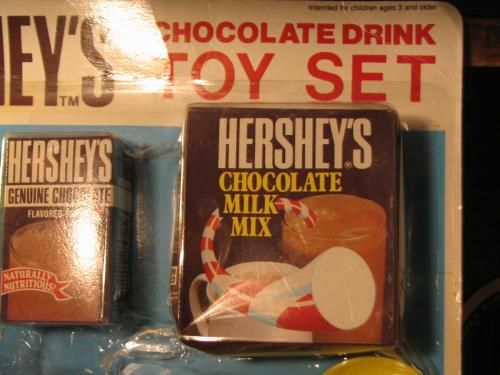 Intended for children ages 3 and older
EY'S TM
CHOCOLATE DRINK
TOY SET
HERSHEY'S
GENUINE CHOCOLATE
FLAVORED
NATURALLY
NUTRITIOUS!
HERSHEY'S ®
CHOCOLATE
MILK
MIX